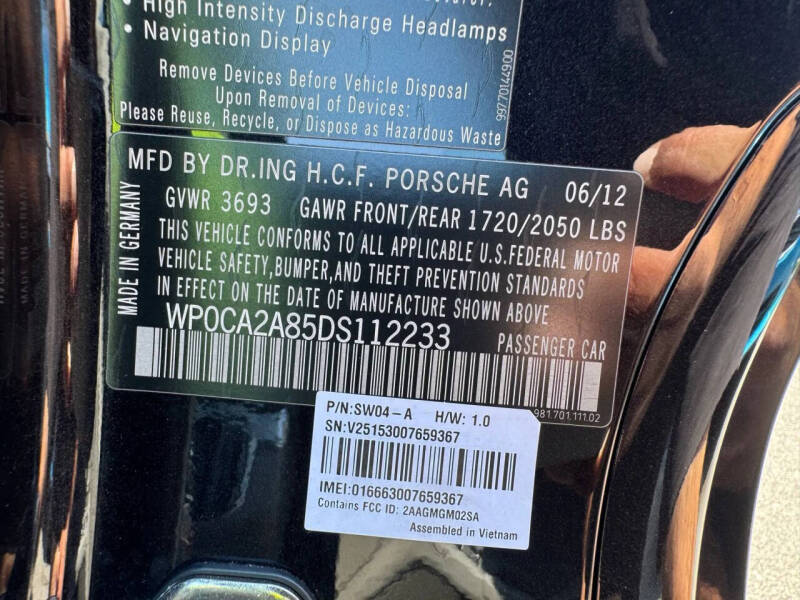 • High Intensity Discharge Headlamps
• Navigation Display
Remove Devices Before Vehicle Disposal
Upon Removal of Devices:
Please Reuse, Recycle, or Dispose as Hazardous Waste
99770144900
MFD BY DR.ING H.C.F. PORSCHE AG 06/12
GVWR 3693 GAWR FRONT/REAR 1720/2050 LBS
THIS VEHICLE CONFORMS TO ALL APPLICABLE U.S.FEDERAL MOTOR
VEHICLE SAFETY,BUMPER,AND THEFT PREVENTION STANDARDS
IN EFFECT ON THE DATE OF MANUFACTURE SHOWN ABOVE
MADE IN GERMANY
WP0CA2A85DS112233
PASSENGER CAR
981.701.111.02
P/N:SW04-A H/W: 1.0
SN:V25153007659367
IMEI:016663007659367
Contains FCC ID: 2AAGMGM02SA
Assembled in Vietnam